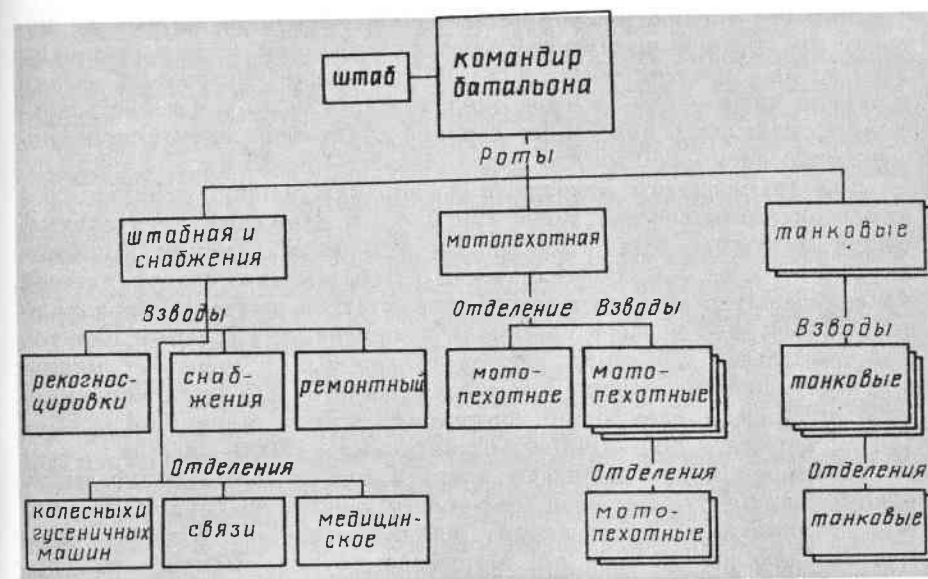 штаб
командир
батальона
Роты
штабная и
снабжения
мотопехотная
танковые
Взводы
Отделение
Взводы
Взводы
рекогнос-
цировки
снаб-
жения
ремонтный
мото-
пехотное
мото-
пехотные
танковые
Отделения
Отделения
Отделения
колесных и
гусеничных
машин
связи
медицин-
ское
мото-
пехотные
танковые